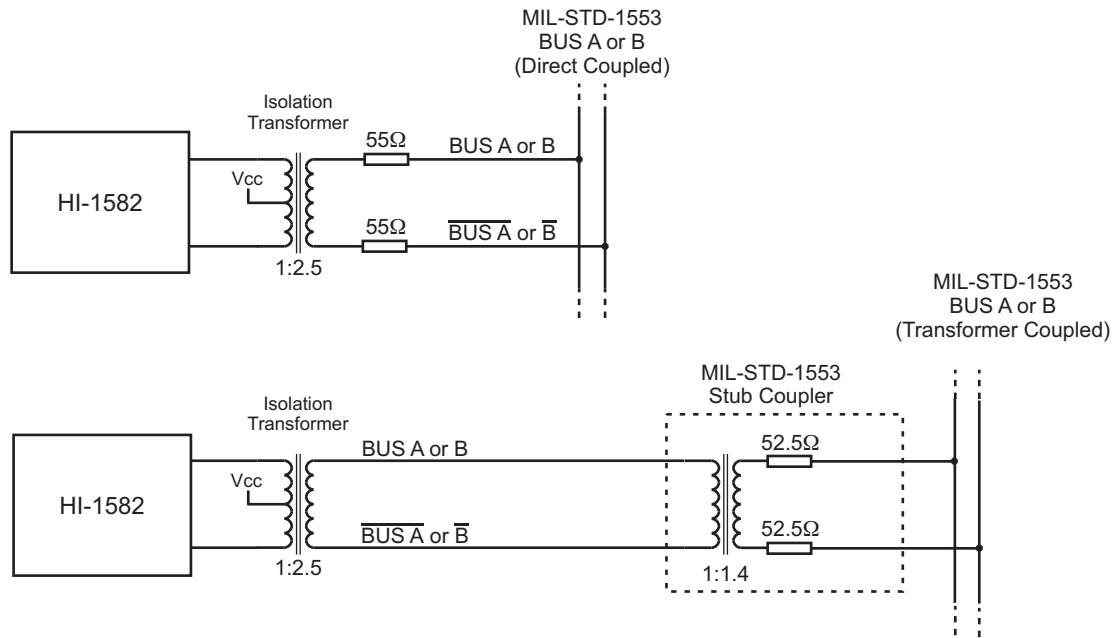 MIL-STD-1553
BUS A or B
(Direct Coupled)
Isolation
Transformer
55Ω
BUS A or B
Vcc
HI-1582
55Ω
B̅U̅S̅ ̅A̅ or B̅
1:2.5
MIL-STD-1553
BUS A or B
(Transformer Coupled)
MIL-STD-1553
Stub Coupler
Isolation
Transformer
52.5Ω
BUS A or B
Vcc
HI-1582
52.5Ω
B̅U̅S̅ ̅A̅ or B̅
1:2.5
1:1.4